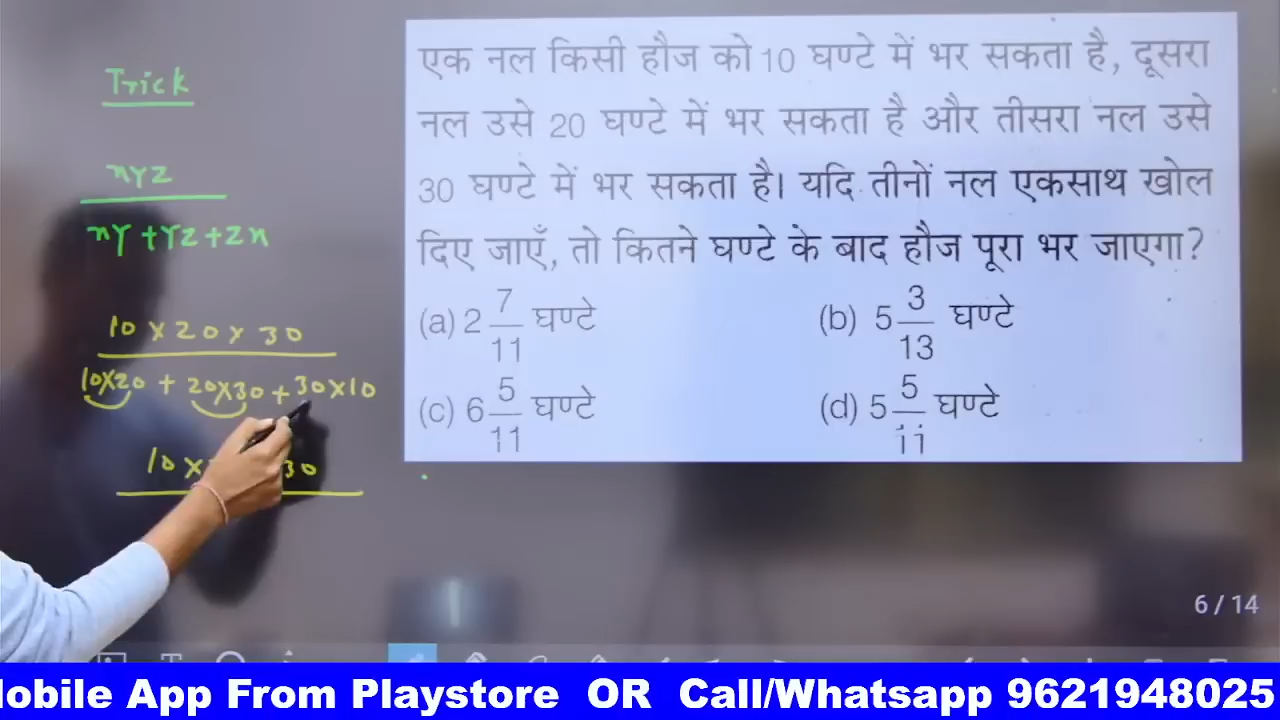 Trick
xyz
xy + yz + zx
10 × 20 × 30
10×20 + 20×30 + 30×10
10 × 30
एक नल किसी हौज को 10 घण्टे में भर सकता है, दूसरा
नल उसे 20 घण्टे में भर सकता है और तीसरा नल उसे
30 घण्टे में भर सकता है। यदि तीनों नल एकसाथ खोल
दिए जाएँ, तो कितने घण्टे के बाद हौज पूरा भर जाएगा?
(a) 2 7/11 घण्टे (b) 5 3/13 घण्टे
(c) 6 5/11 घण्टे (d) 5 5/11 घण्टे
6 / 14
Mobile App From Playstore OR Call/Whatsapp 9621948025